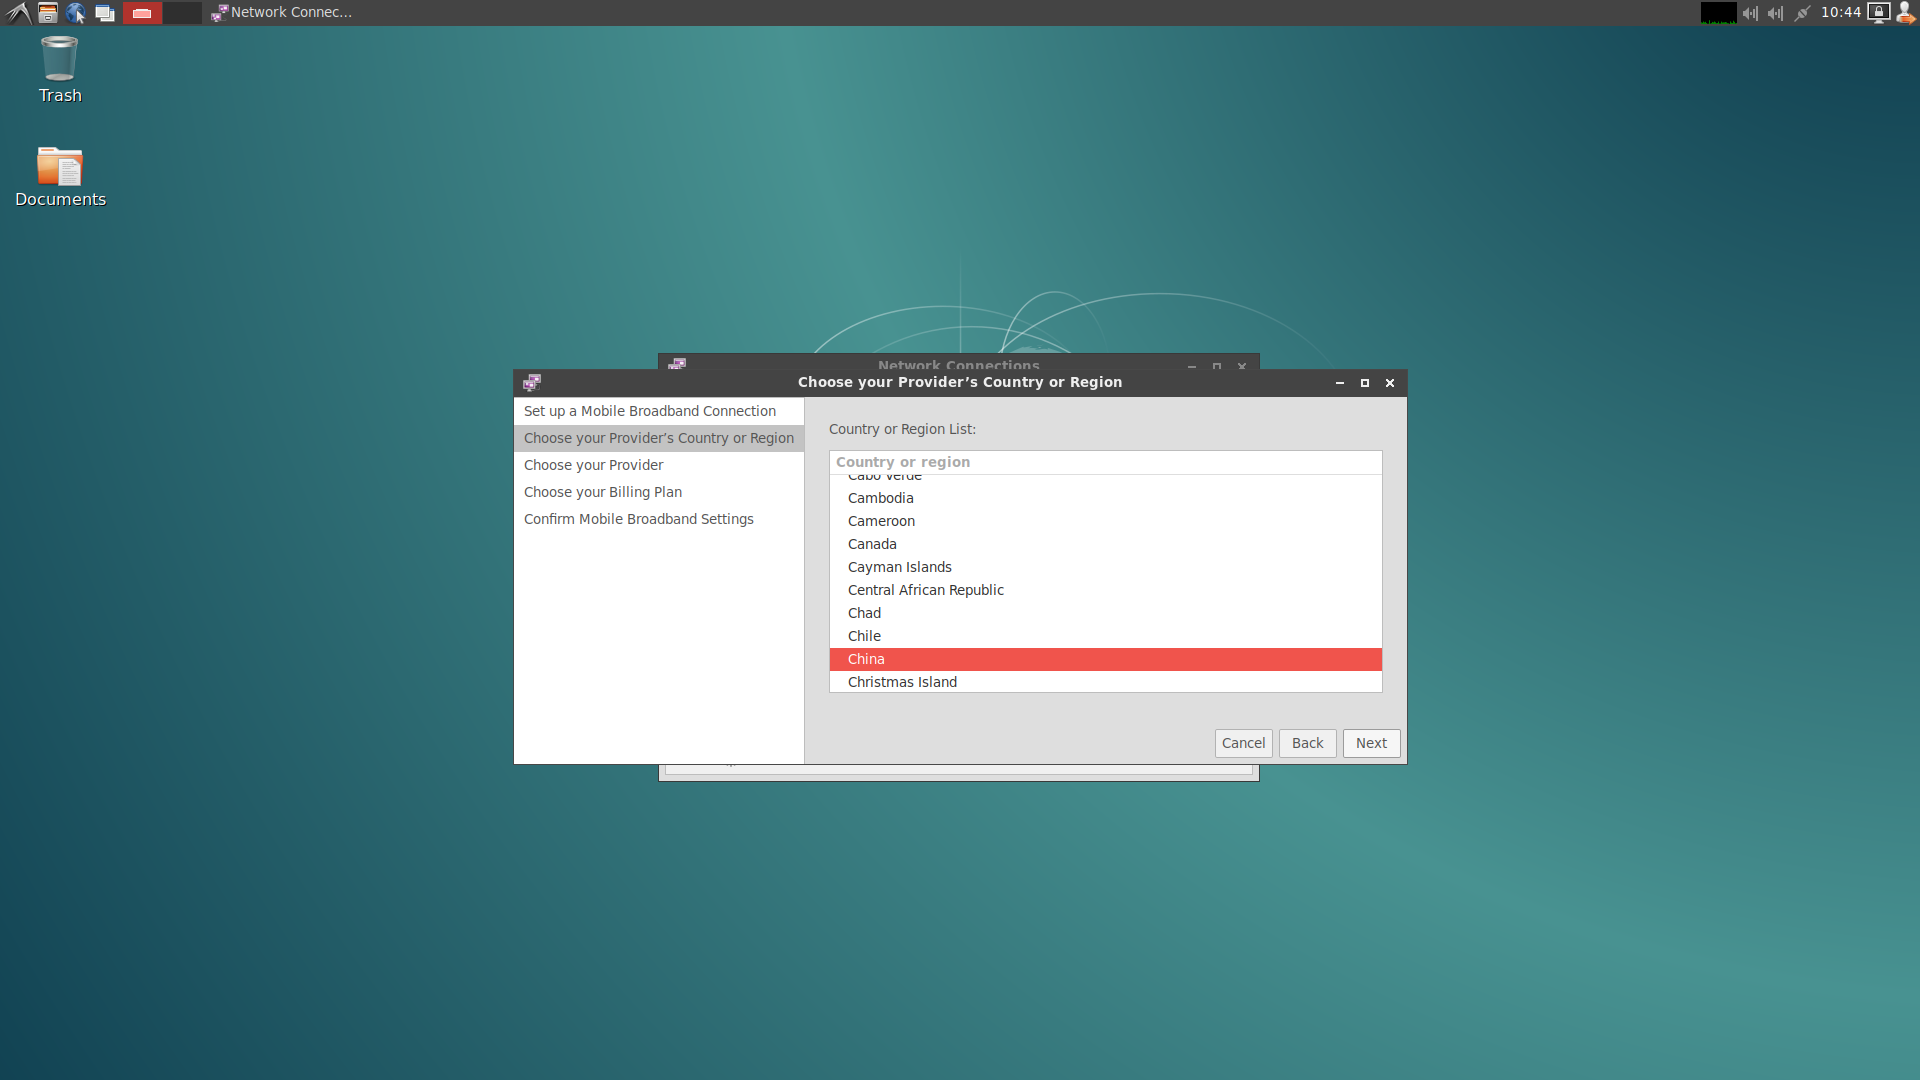 Network Connec...
10:44
Trash
Documents
Network Connections
Choose your Provider’s Country or Region
Set up a Mobile Broadband Connection
Choose your Provider’s Country or Region
Choose your Provider
Choose your Billing Plan
Confirm Mobile Broadband Settings
Country or Region List:
Country or region
Cabo Verde
Cambodia
Cameroon
Canada
Cayman Islands
Central African Republic
Chad
Chile
China
Christmas Island
Cancel
Back
Next